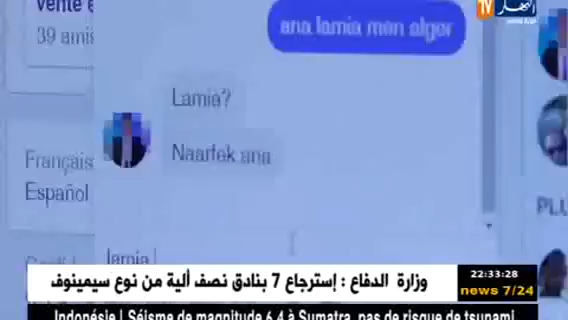 vente e
النهار
TV
39 amis
ana lamia men alger
Lamia?
Naarfek ana
Français
Español
PLU
lamia
وزارة الدفاع : إسترجاع 7 بنادق نصف ألية من نوع سيمينوف
22:33:28
news 7/24
Indonésie | Séisme de magnitude 6,4 à Sumatra, pas de risque de tsunami